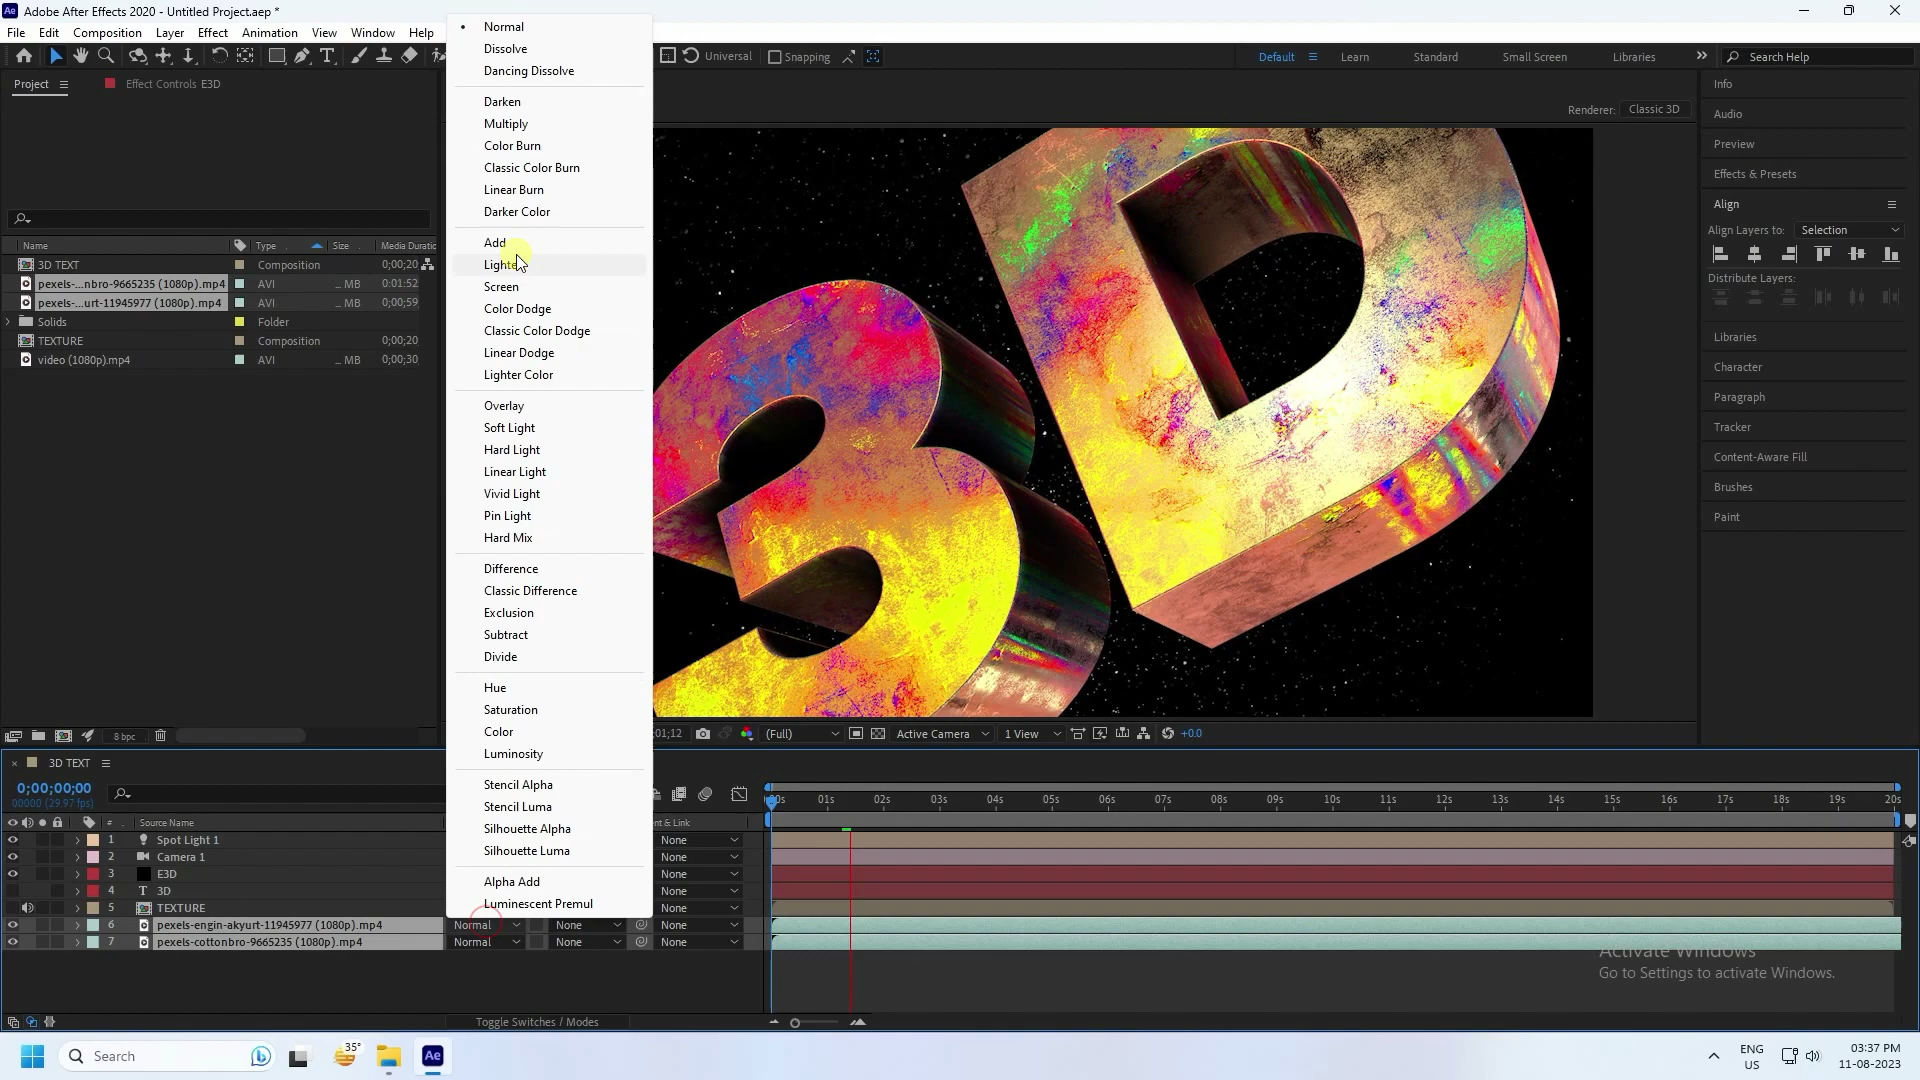 Adobe After Effects 2020 - Untitled Project.aep *
File Edit Composition Layer Effect Animation View Window Help
Universal Snapping Default Learn Standard Small Screen Libraries Search Help
Project Effect Controls E3D
Renderer: Classic 3D
Name Type Size Media Duratic
3D TEXT Composition 0;00;20
pexels-...nbro-9665235 (1080p).mp4 AVI ... MB 0:01:52
pexels-...urt-11945977 (1080p).mp4 AVI ... MB 0;00;59
Solids Folder
TEXTURE Composition 0;00;20
video (1080p).mp4 AVI ... MB 0;00;30
8 bpc
Normal
Dissolve
Dancing Dissolve
Darken
Multiply
Color Burn
Classic Color Burn
Linear Burn
Darker Color
Add
Screen
Color Dodge
Classic Color Dodge
Linear Dodge
Lighter Color
Overlay
Soft Light
Hard Light
Linear Light
Vivid Light
Pin Light
Hard Mix
Difference
Classic Difference
Exclusion
Subtract
Divide
Hue
Saturation
Color
Luminosity
Stencil Alpha
Stencil Luma
Silhouette Alpha
Silhouette Luma
Alpha Add
Luminescent Premul
Info
Audio
Preview
Effects & Presets
Align
Align Layers to: Selection
Distribute Layers:
Libraries
Character
Paragraph
Tracker
Content-Aware Fill
Brushes
Paint
01;12 (Full) Active Camera 1 View +0.0
3D TEXT
0;00;00;00
00000 (29.97 fps)
00s 01s 02s 03s 04s 05s 06s 07s 08s 09s 10s 11s 12s 13s 14s 15s 16s 17s 18s 19s 20s
# Source Name nt & Link
1 Spot Light 1 None
2 Camera 1 None
3 E3D None
4 T 3D None
5 TEXTURE None
6 pexels-engin-akyurt-11945977 (1080p).mp4 Normal None None
7 pexels-cottonbro-9665235 (1080p).mp4 Normal None None
Activate Windows
Go to Settings to activate Windows.
Toggle Switches / Modes
Search 35° Ae ENG US 03:37 PM 11-08-2023